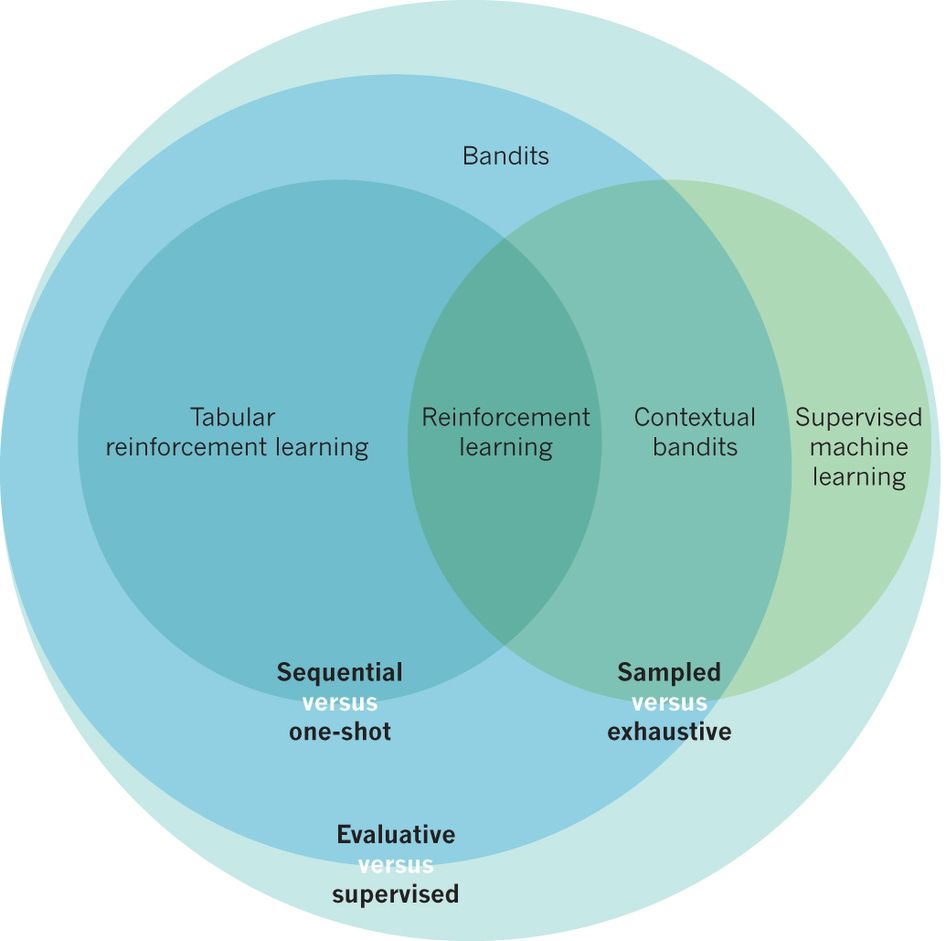 Bandits
Tabular
reinforcement learning
Reinforcement
learning
Contextual
bandits
Supervised
machine
learning
Sequential
versus
one-shot
Sampled
versus
exhaustive
Evaluative
versus
supervised